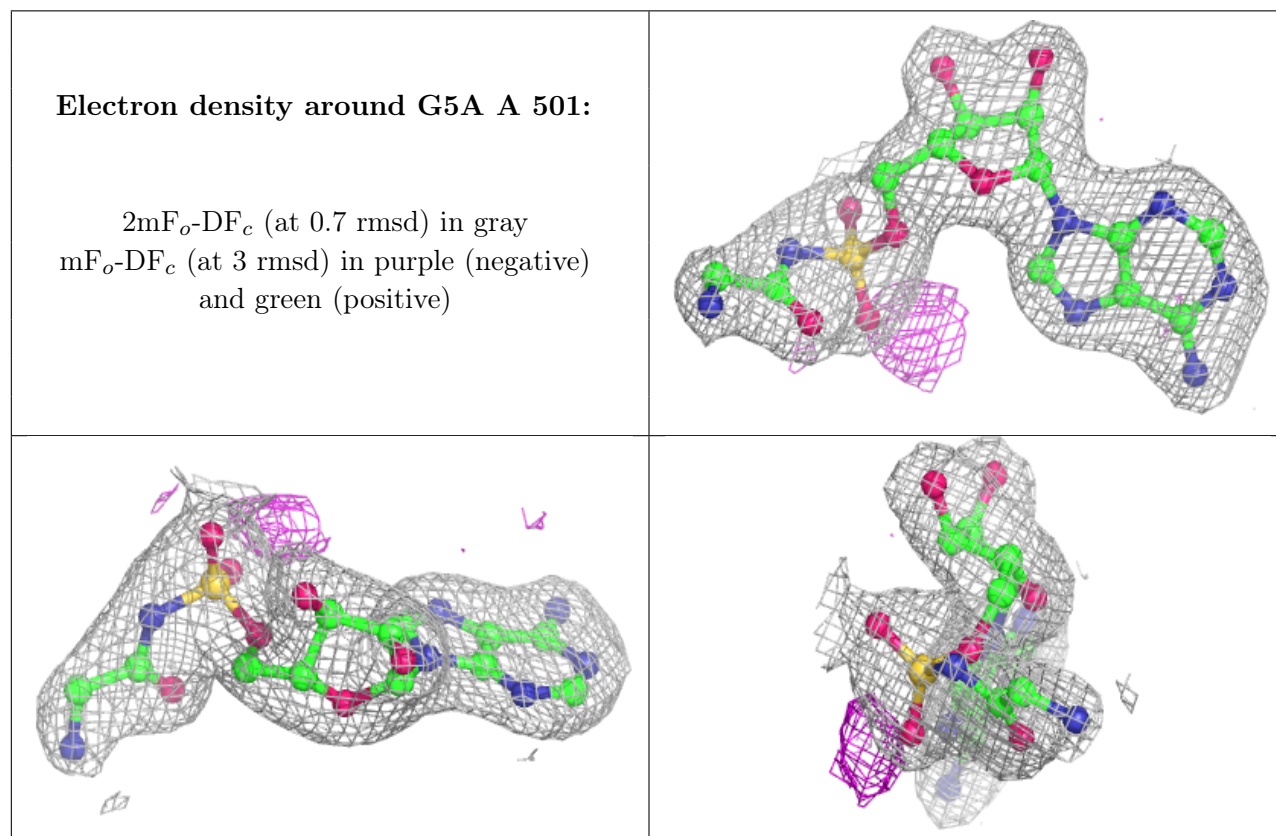 Electron density around G5A A 501:
2mFo-DFc (at 0.7 rmsd) in gray
mFo-DFc (at 3 rmsd) in purple (negative)
and green (positive)